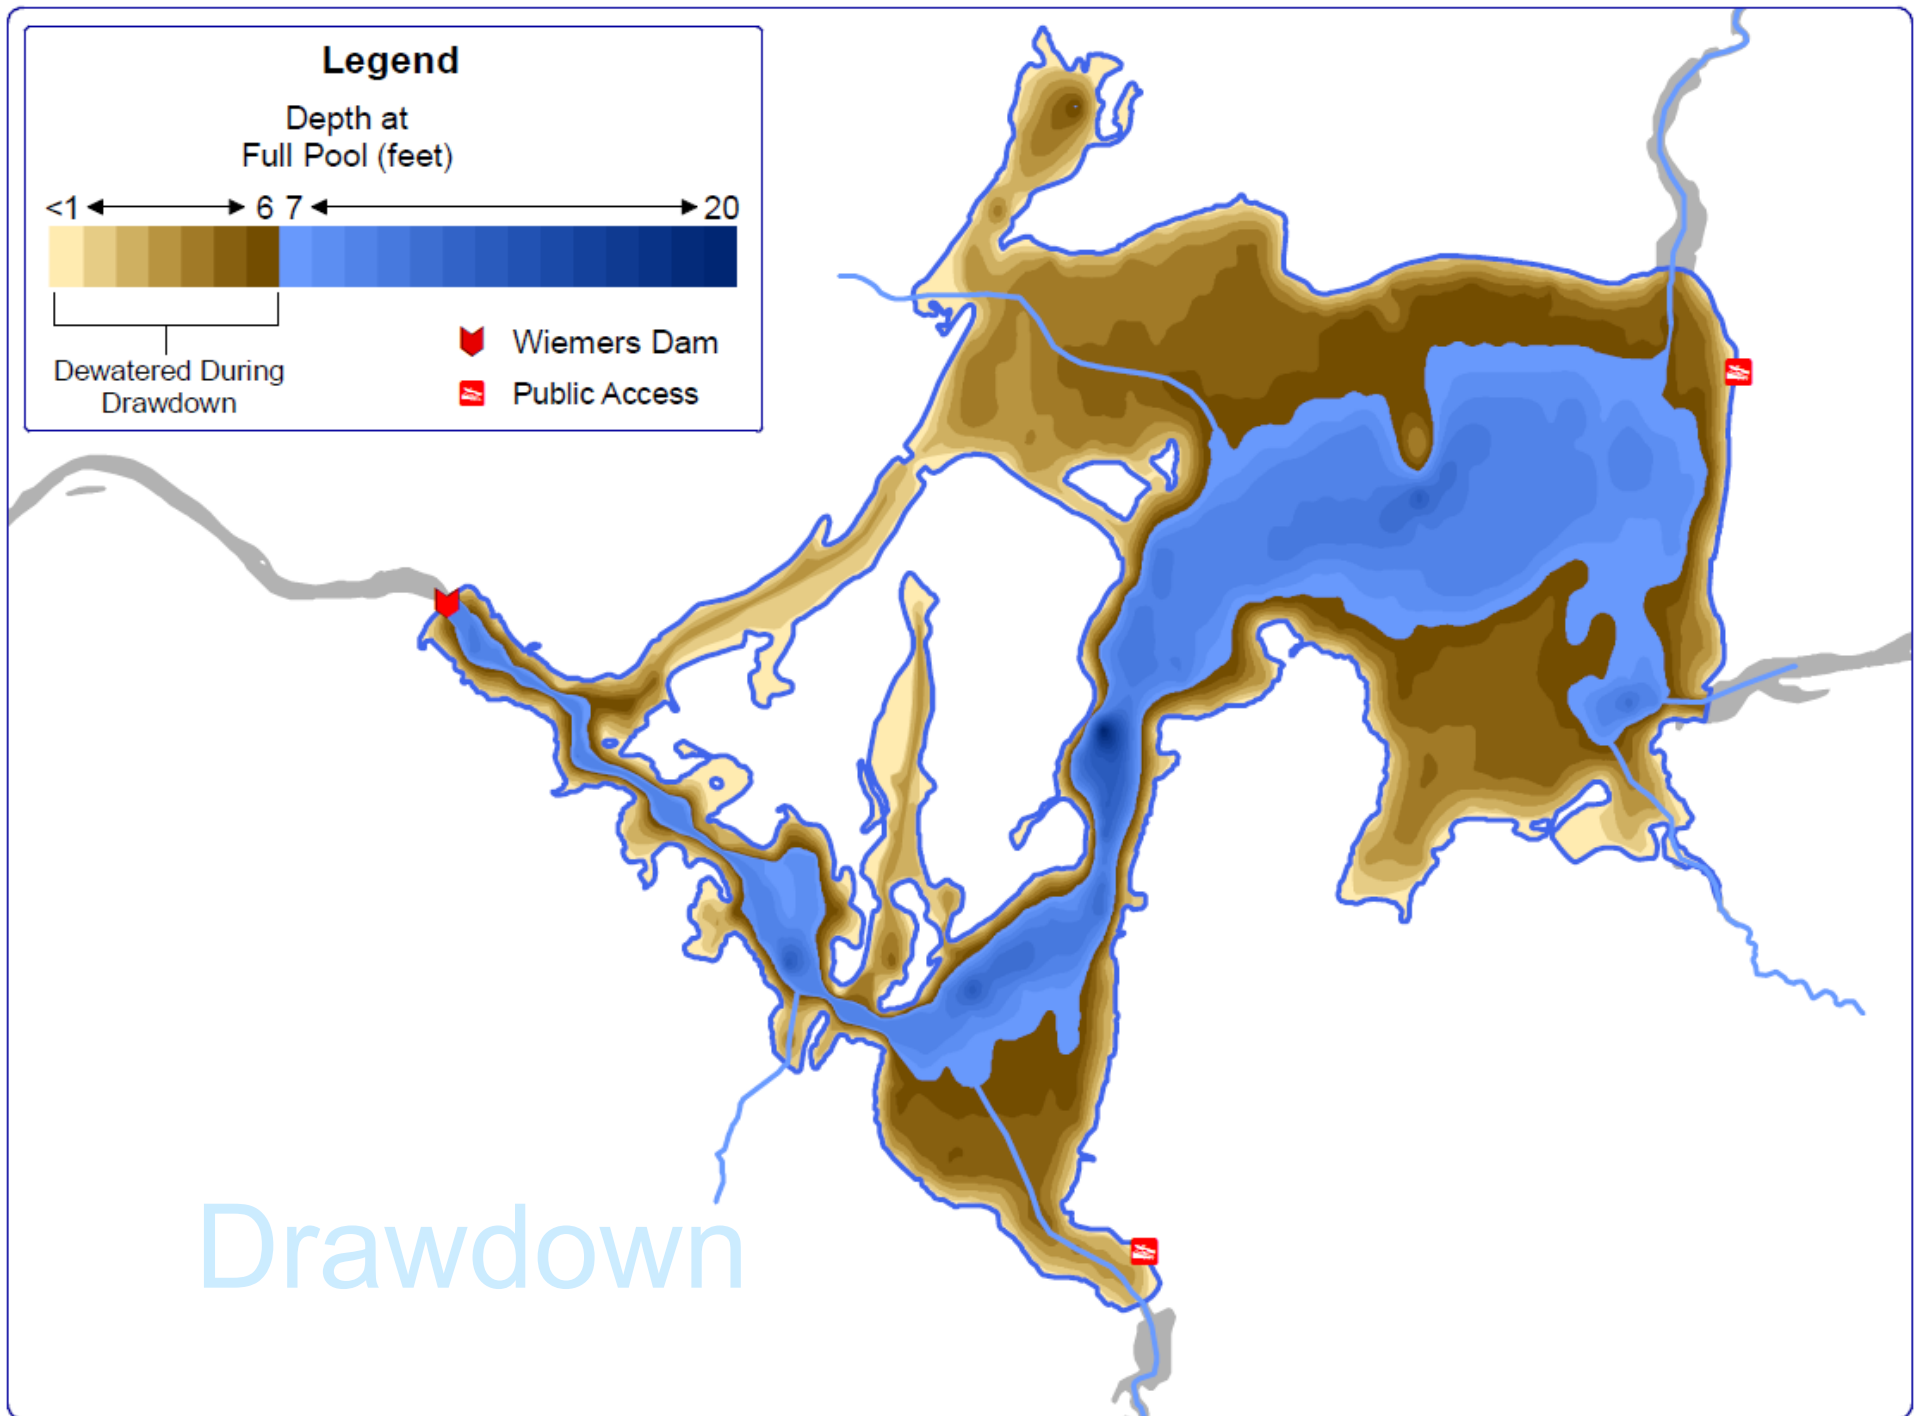 Legend
Depth at
Full Pool (feet)
<1 6 7 20
Dewatered During
Drawdown
Wiemers Dam
Public Access
Drawdown